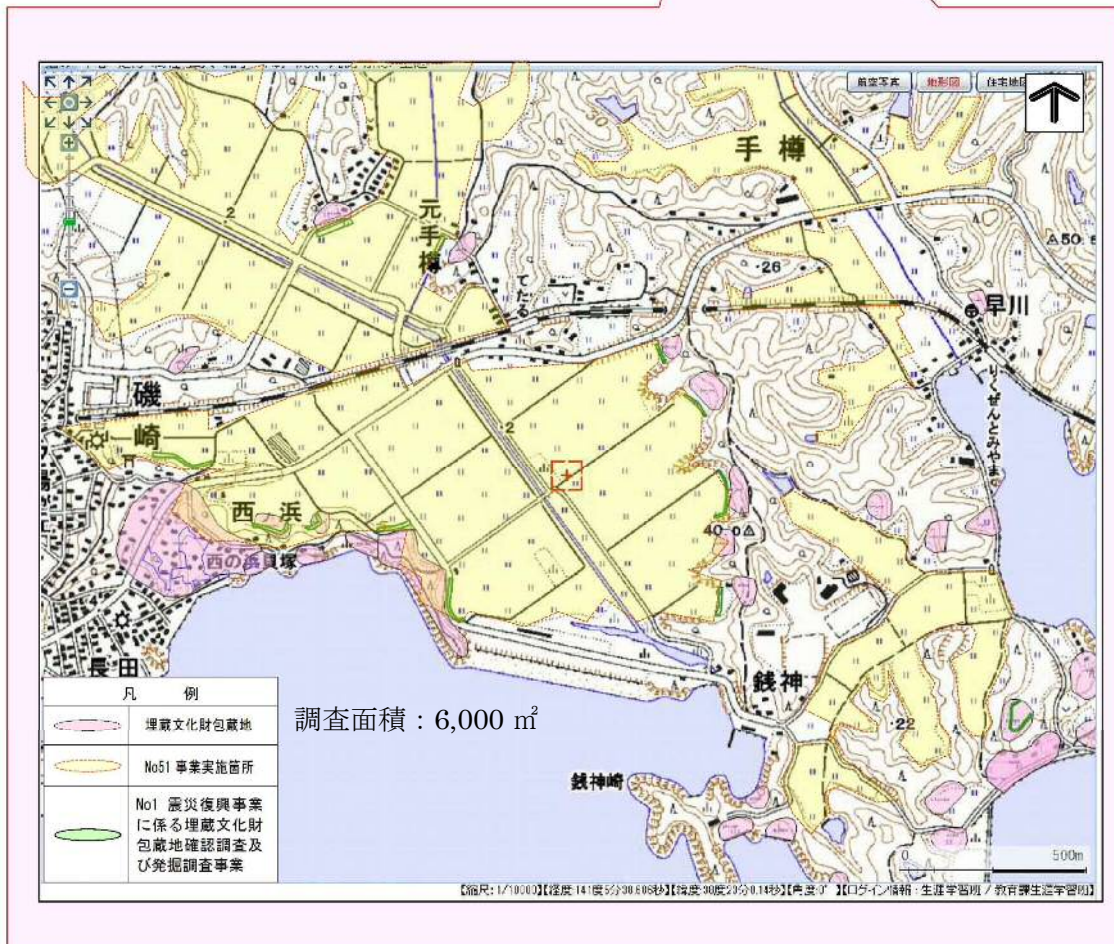 航空写真
地形図
住宅地図
手樽
元手樽
てたる
2
26
50.8
早川
りくぜんとみやま
磯崎
2
西浜
40.0
西の浜貝塚
長田
銭神
22
銭神崎
凡 例
埋蔵文化財包蔵地
No51 事業実施箇所
No1 震災復興事業
に係る埋蔵文化財
包蔵地確認調査及
び発掘調査事業
調査面積：6,000 ㎡
0 500m
【縮尺:1/10000】【経度:141度5分38.606秒】【緯度:38度23分0.14秒】【角度:0°】【ログイン情報：生涯学習班 / 教育課生涯学習班】